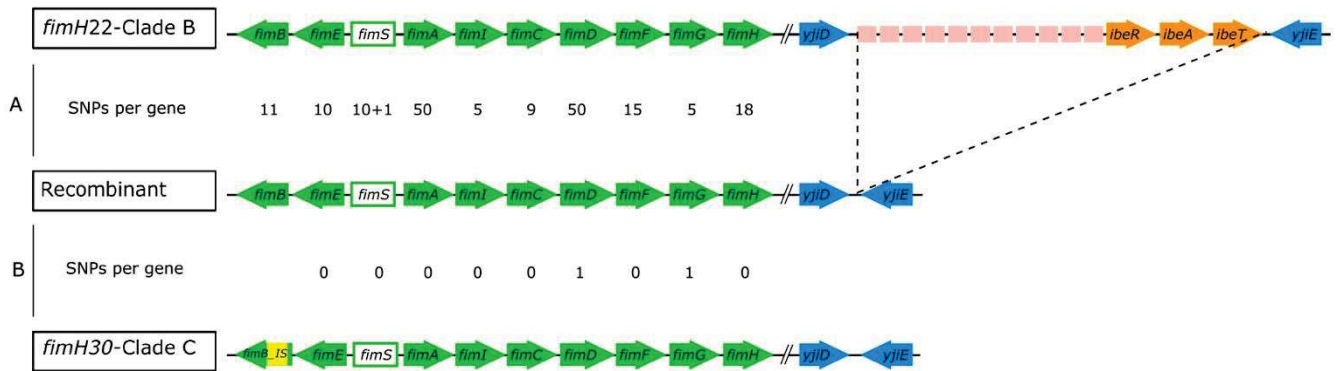 fimH22-Clade B fimB fimE fimS fimA fimI fimC fimD fimF fimG fimH // yjiD ibeR ibeA ibeT yjiE
A SNPs per gene 11 10 10+1 50 5 9 50 15 5 18
Recombinant fimB fimE fimS fimA fimI fimC fimD fimF fimG fimH // yjiD yjiE
B SNPs per gene 0 0 0 0 0 1 0 1 0
fimH30-Clade C fimB_IS fimE fimS fimA fimI fimC fimD fimF fimG fimH // yjiD yjiE